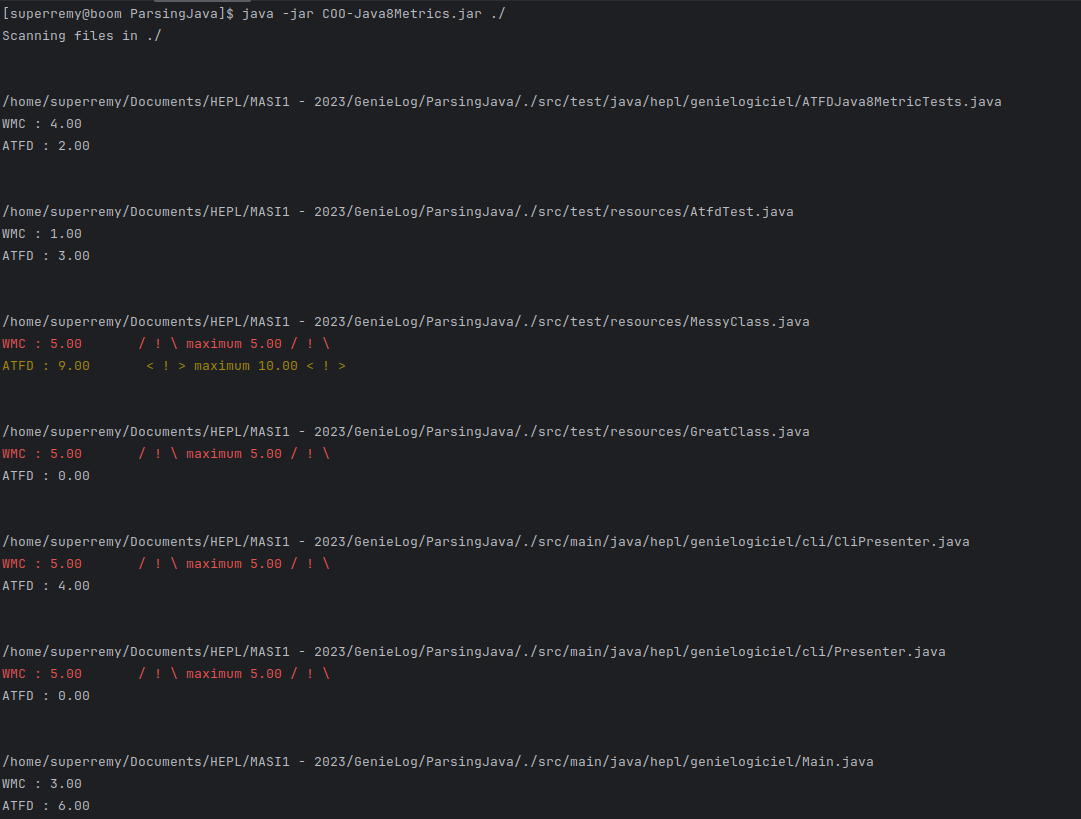 [superremy@boom ParsingJava]$ java -jar COO-Java8Metrics.jar ./
Scanning files in ./
/home/superremy/Documents/HEPL/MASI1 - 2023/GenieLog/ParsingJava/./src/test/java/hepl/genielogiciel/ATFDJava8MetricTests.java
WMC : 4.00
ATFD : 2.00
/home/superremy/Documents/HEPL/MASI1 - 2023/GenieLog/ParsingJava/./src/test/resources/AtfdTest.java
WMC : 1.00
ATFD : 3.00
/home/superremy/Documents/HEPL/MASI1 - 2023/GenieLog/ParsingJava/./src/test/resources/MessyClass.java
WMC : 5.00       / ! \ maximum 5.00 / ! \
ATFD : 9.00       < ! > maximum 10.00 < ! >
/home/superremy/Documents/HEPL/MASI1 - 2023/GenieLog/ParsingJava/./src/test/resources/GreatClass.java
WMC : 5.00       / ! \ maximum 5.00 / ! \
ATFD : 0.00
/home/superremy/Documents/HEPL/MASI1 - 2023/GenieLog/ParsingJava/./src/main/java/hepl/genielogiciel/cli/CliPresenter.java
WMC : 5.00       / ! \ maximum 5.00 / ! \
ATFD : 4.00
/home/superremy/Documents/HEPL/MASI1 - 2023/GenieLog/ParsingJava/./src/main/java/hepl/genielogiciel/cli/Presenter.java
WMC : 5.00       / ! \ maximum 5.00 / ! \
ATFD : 0.00
/home/superremy/Documents/HEPL/MASI1 - 2023/GenieLog/ParsingJava/./src/main/java/hepl/genielogiciel/Main.java
WMC : 3.00
ATFD : 6.00